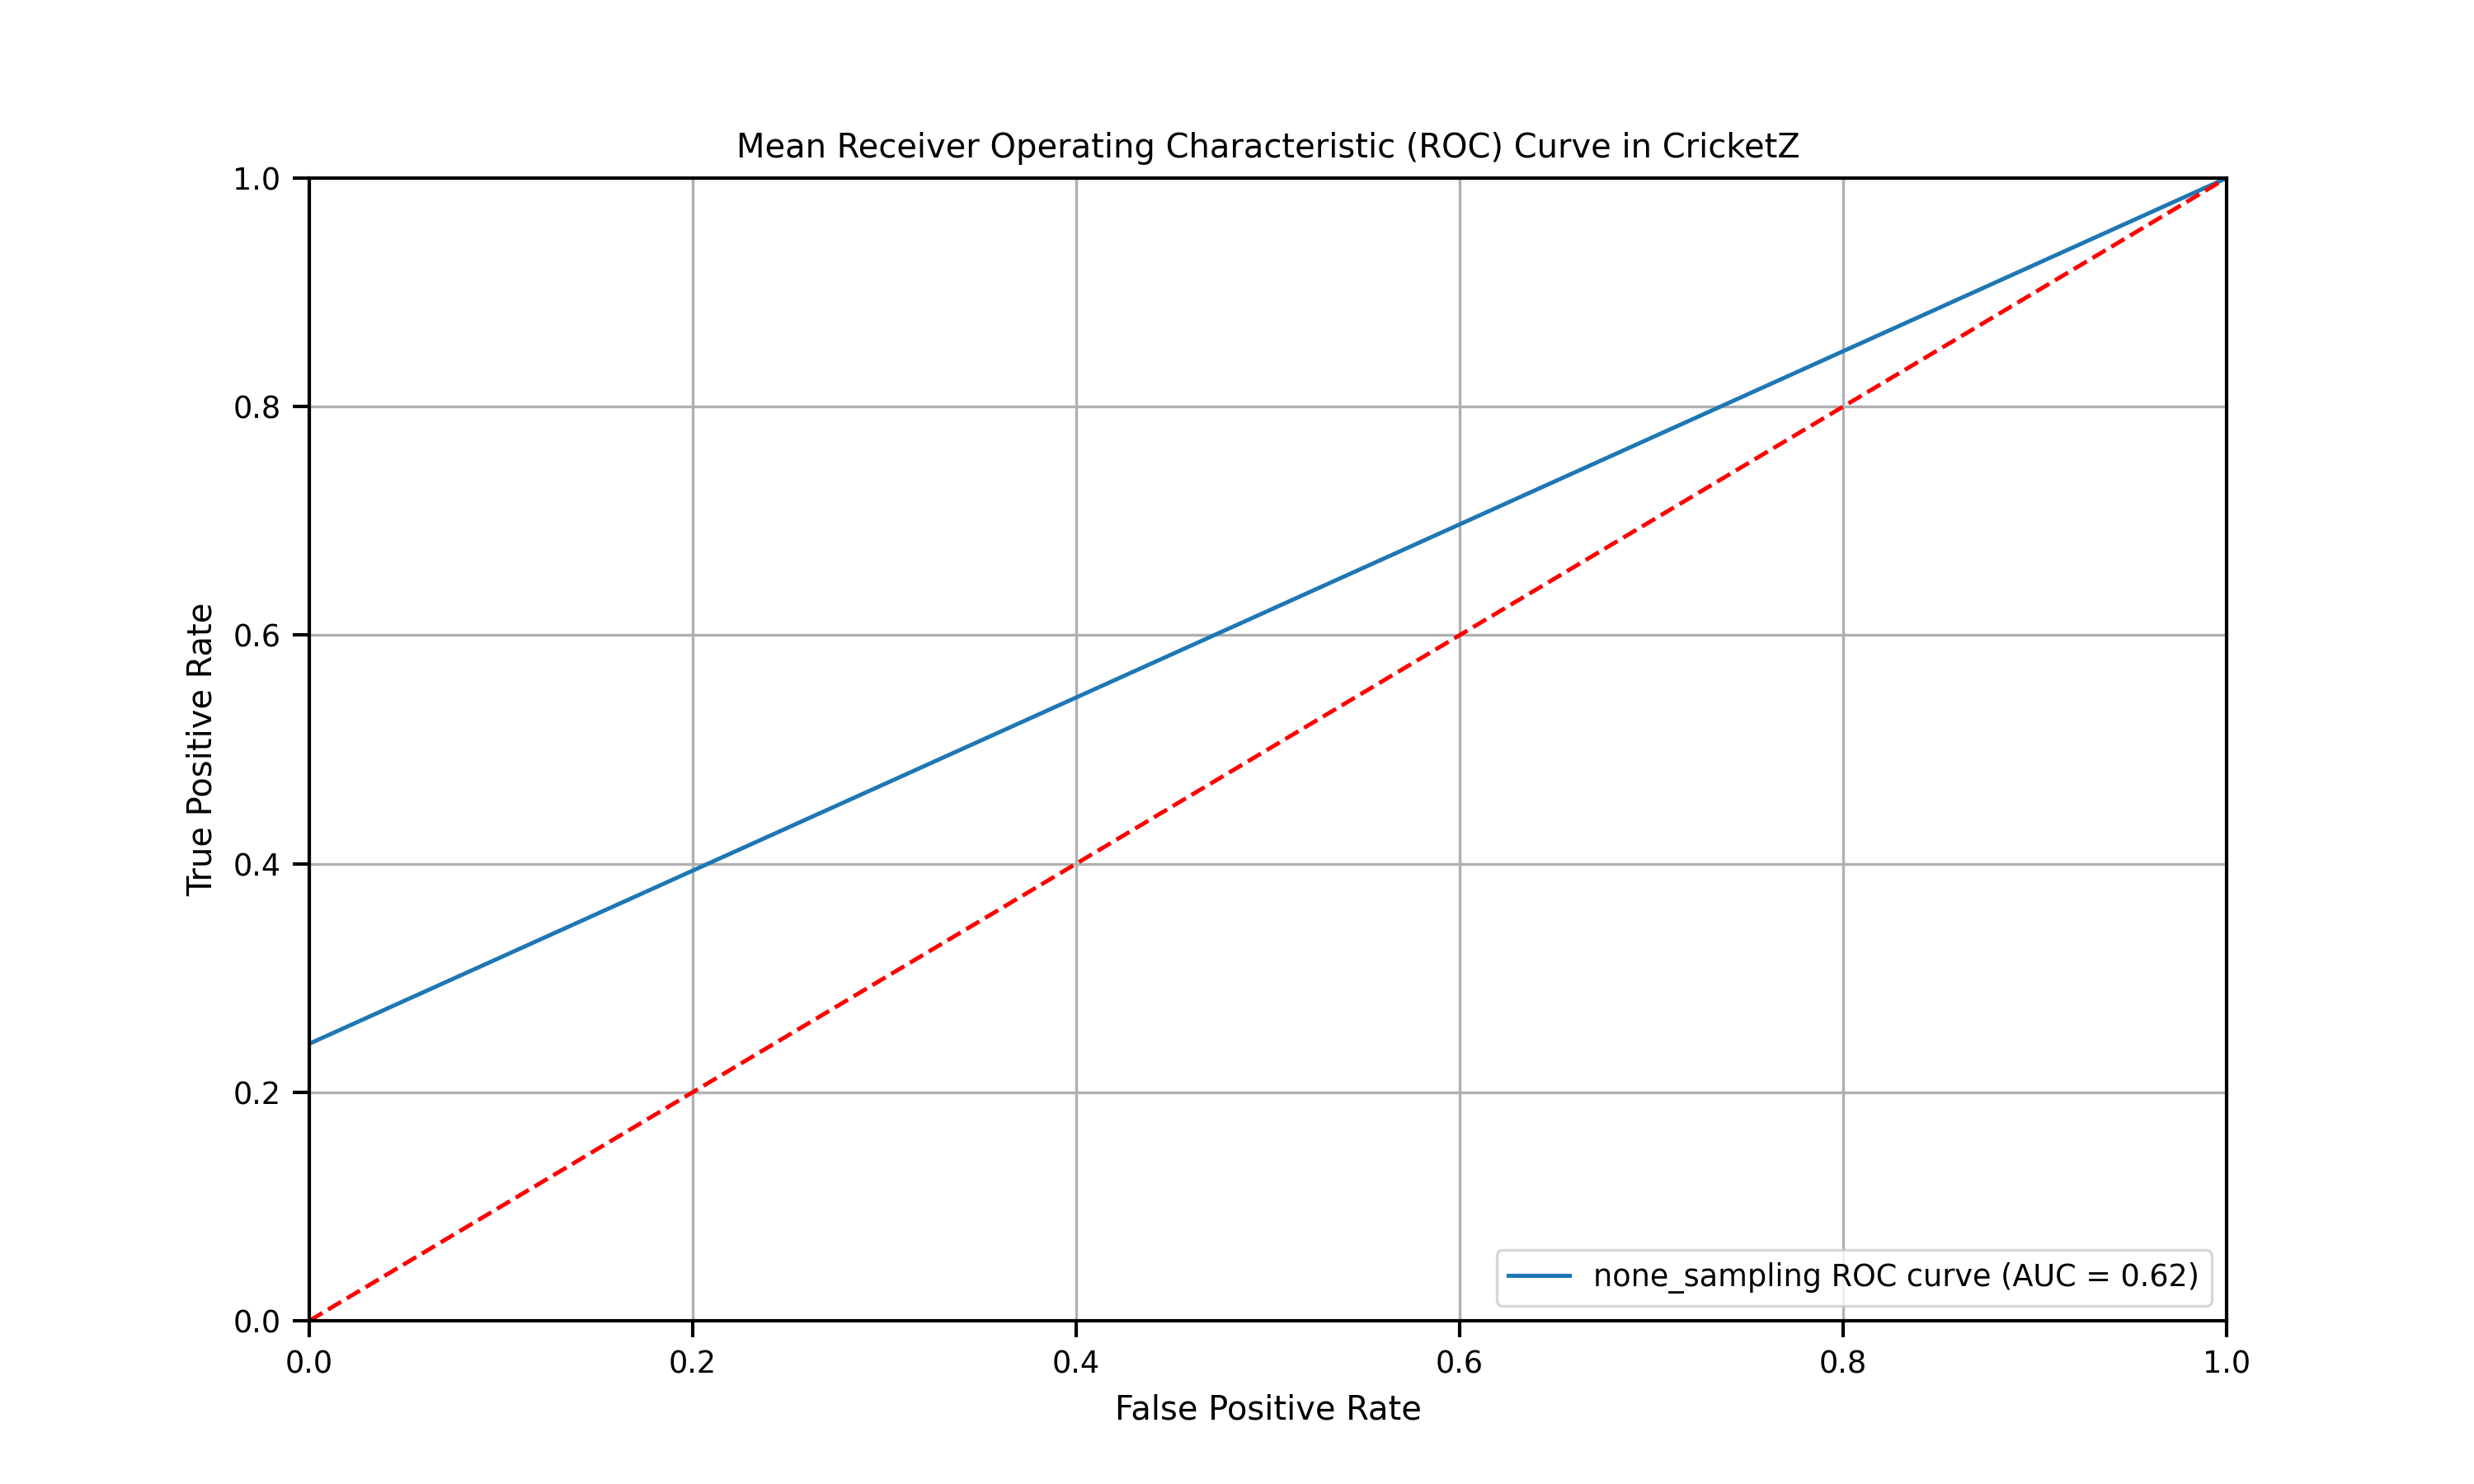 Mean Receiver Operating Characteristic (ROC) Curve in CricketZ
1.0
0.8
0.6
0.4
0.2
0.0
True Positive Rate
none_sampling ROC curve (AUC = 0.62)
0.0 0.2 0.4 0.6 0.8 1.0
False Positive Rate